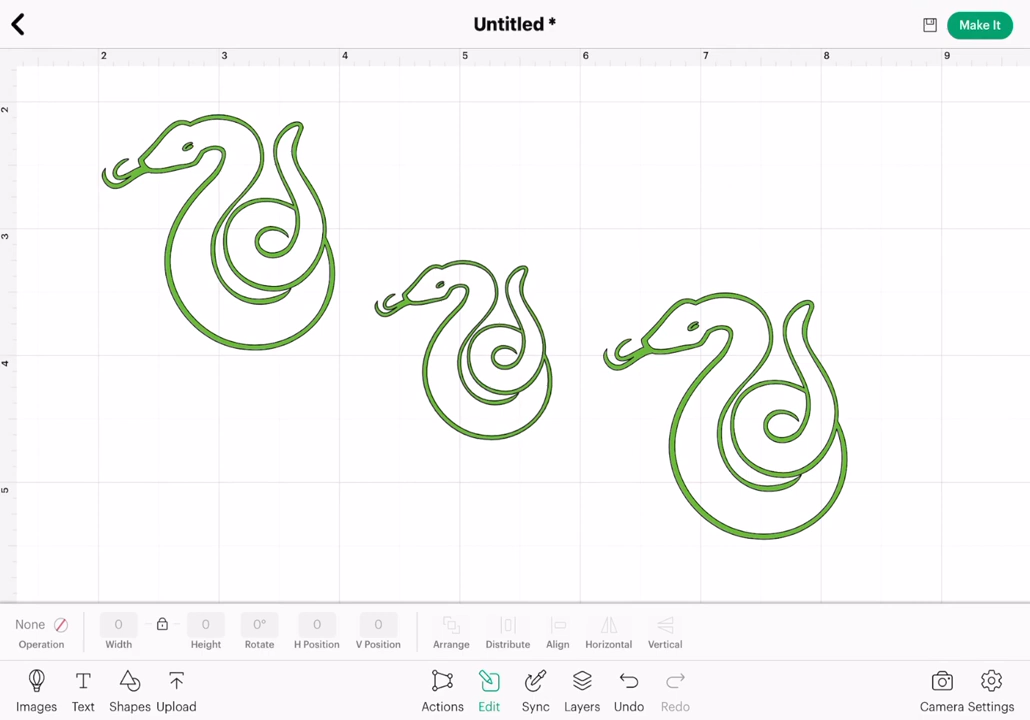 Untitled *
Make It
2 3 4 5 6 7 8 9
2
3
4
5
None 0 0 0° 0 0
Operation Width Height Rotate H Position V Position Arrange Distribute Align Horizontal Vertical
Images Text Shapes Upload Actions Edit Sync Layers Undo Redo Camera Settings